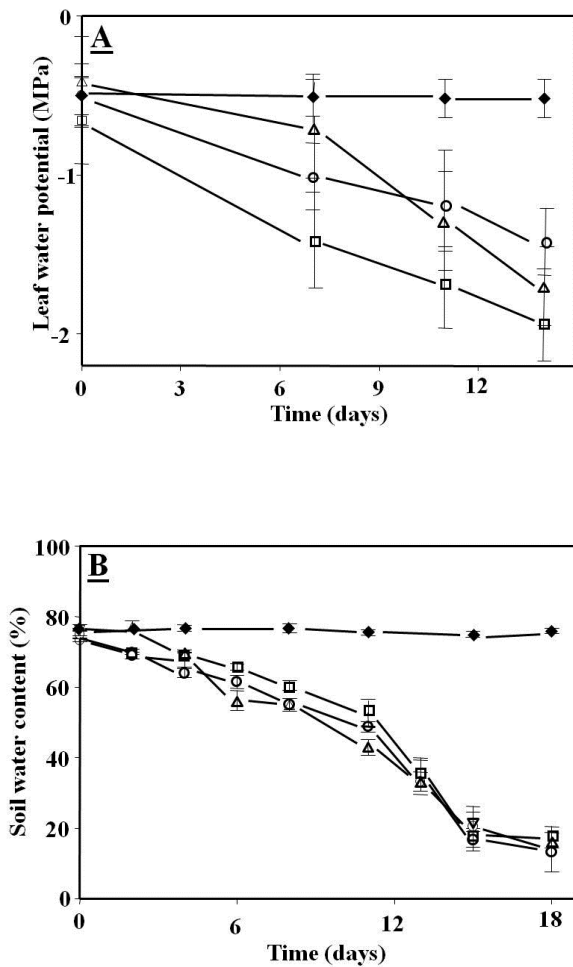 A
0
-1
-2
Leaf water potential (MPa)
0 3 6 9 12
Time (days)
B
100
80
60
40
20
0
Soil water content (%)
0 6 12 18
Time (days)